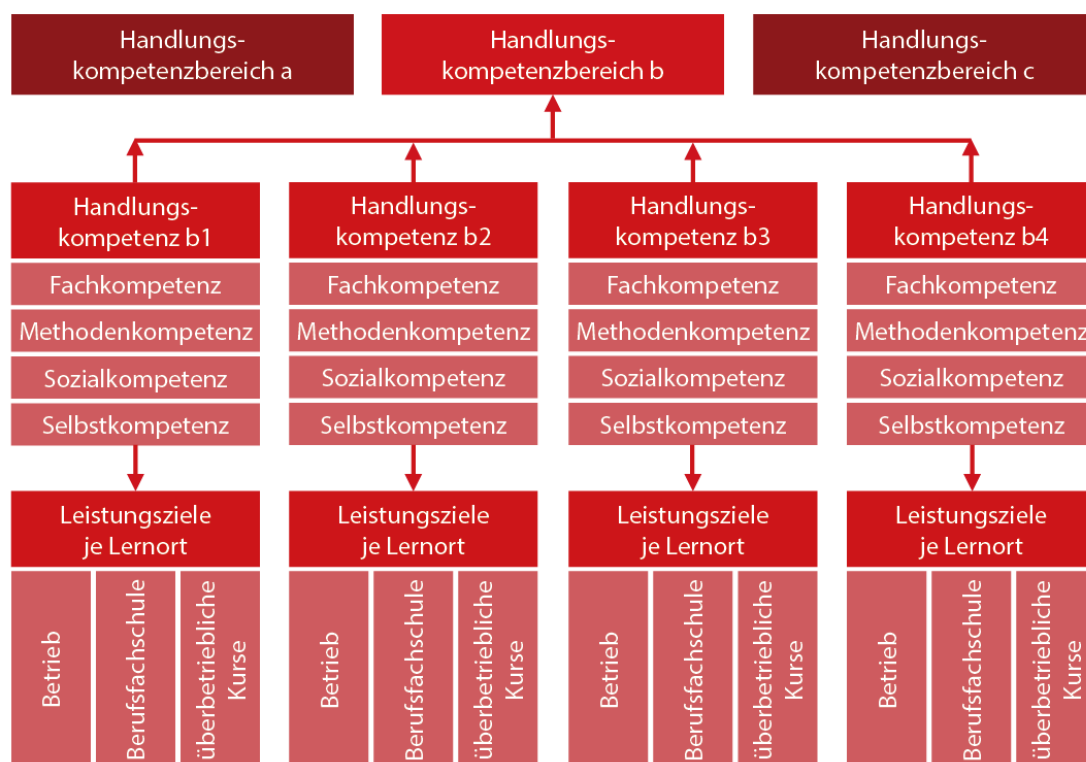 Handlungs-
kompetenzbereich a
Handlungs-
kompetenzbereich b
Handlungs-
kompetenzbereich c
Handlungs-
kompetenz b1
Fachkompetenz
Methodenkompetenz
Sozialkompetenz
Selbstkompetenz
Leistungsziele
je Lernort
Betrieb
Berufsfachschule
überbetriebliche
Kurse
Handlungs-
kompetenz b2
Fachkompetenz
Methodenkompetenz
Sozialkompetenz
Selbstkompetenz
Leistungsziele
je Lernort
Betrieb
Berufsfachschule
überbetriebliche
Kurse
Handlungs-
kompetenz b3
Fachkompetenz
Methodenkompetenz
Sozialkompetenz
Selbstkompetenz
Leistungsziele
je Lernort
Betrieb
Berufsfachschule
überbetriebliche
Kurse
Handlungs-
kompetenz b4
Fachkompetenz
Methodenkompetenz
Sozialkompetenz
Selbstkompetenz
Leistungsziele
je Lernort
Betrieb
Berufsfachschule
überbetriebliche
Kurse